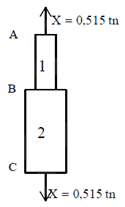 X = 0,515 tn
A
1
B
2
C
X = 0,515 tn